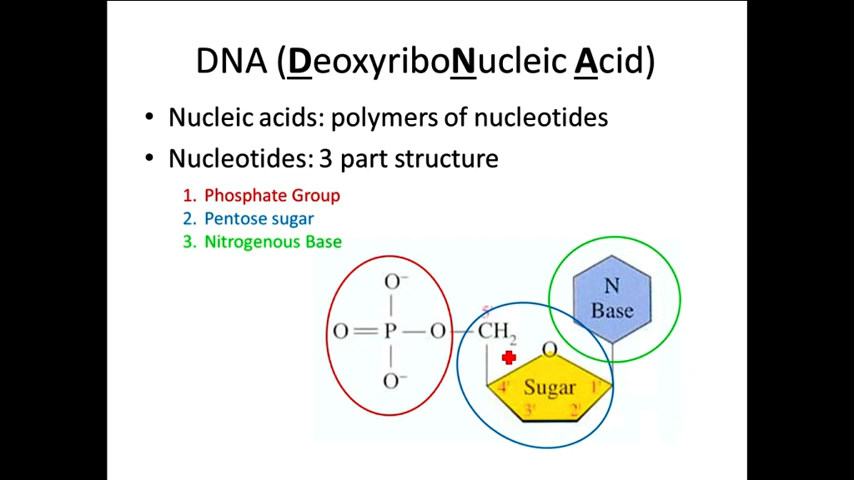 DNA (DeoxyriboNucleic Acid)
• Nucleic acids: polymers of nucleotides
• Nucleotides: 3 part structure
1. Phosphate Group
2. Pentose sugar
3. Nitrogenous Base
O⁻
O=P—O—CH₂
O⁻
5'
N
Base
O
4' Sugar 1'
3' 2'